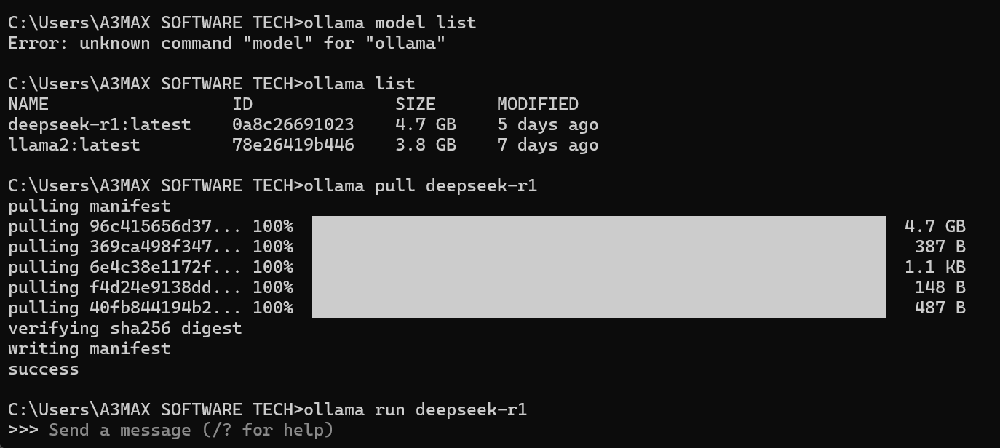 C:\Users\A3MAX SOFTWARE TECH>ollama model list
Error: unknown command "model" for "ollama"
C:\Users\A3MAX SOFTWARE TECH>ollama list
NAME ID SIZE MODIFIED
deepseek-r1:latest 0a8c26691023 4.7 GB 5 days ago
llama2:latest 78e26419b446 3.8 GB 7 days ago
C:\Users\A3MAX SOFTWARE TECH>ollama pull deepseek-r1
pulling manifest
pulling 96c415656d37... 100% 4.7 GB
pulling 369ca498f347... 100% 387 B
pulling 6e4c38e1172f... 100% 1.1 KB
pulling f4d24e9138dd... 100% 148 B
pulling 40fb844194b2... 100% 487 B
verifying sha256 digest
writing manifest
success
C:\Users\A3MAX SOFTWARE TECH>ollama run deepseek-r1
>>> Send a message (/? for help)